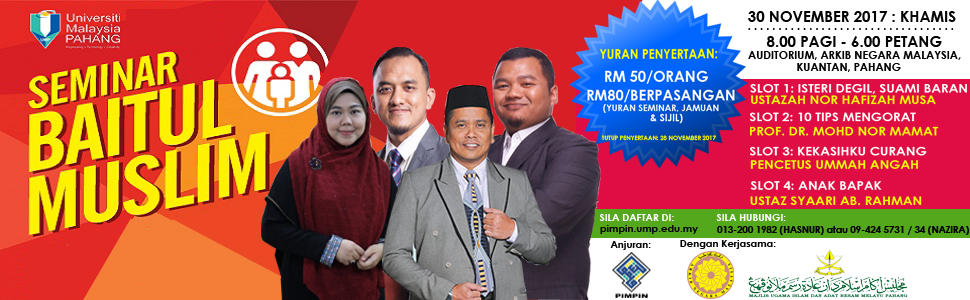 Universiti
Malaysia
PAHANG
SEMINAR
BAITUL
MUSLIM
YURAN PENYERTAAN:
RM 50/ORANG
RM80/BERPASANGAN
(YURAN SEMINAR, JAMUAN
& SIJIL)
TUTUP PENYERTAAN: 28 NOVEMBER 2017
30 NOVEMBER 2017 : KHAMIS
8.00 PAGI - 6.00 PETANG
AUDITORIUM, ARKIB NEGARA MALAYSIA,
KUANTAN, PAHANG
SLOT 1: ISTERI DEGIL, SUAMI BARAN
USTAZAH NOR HAFIZAH MUSA
SLOT 2: 10 TIPS MENGORAT
PROF. DR. MOHD NOR MAMAT
SLOT 3: KEKASIHKU CURANG
PENCETUS UMMAH ANGAH
SLOT 4: ANAK BAPAK
USTAZ SYAARI AB. RAHMAN
SILA DAFTAR DI:
pimpin.ump.edu.my
SILA HUBUNGI:
013-200 1982 (HASNUR) atau 09-424 5731 / 34 (NAZIRA)
Anjuran:
Dengan Kerjasama:
PIMPIN
MAJLIS UGAMA ISLAM DAN ADAT RESAM MELAYU PAHANG